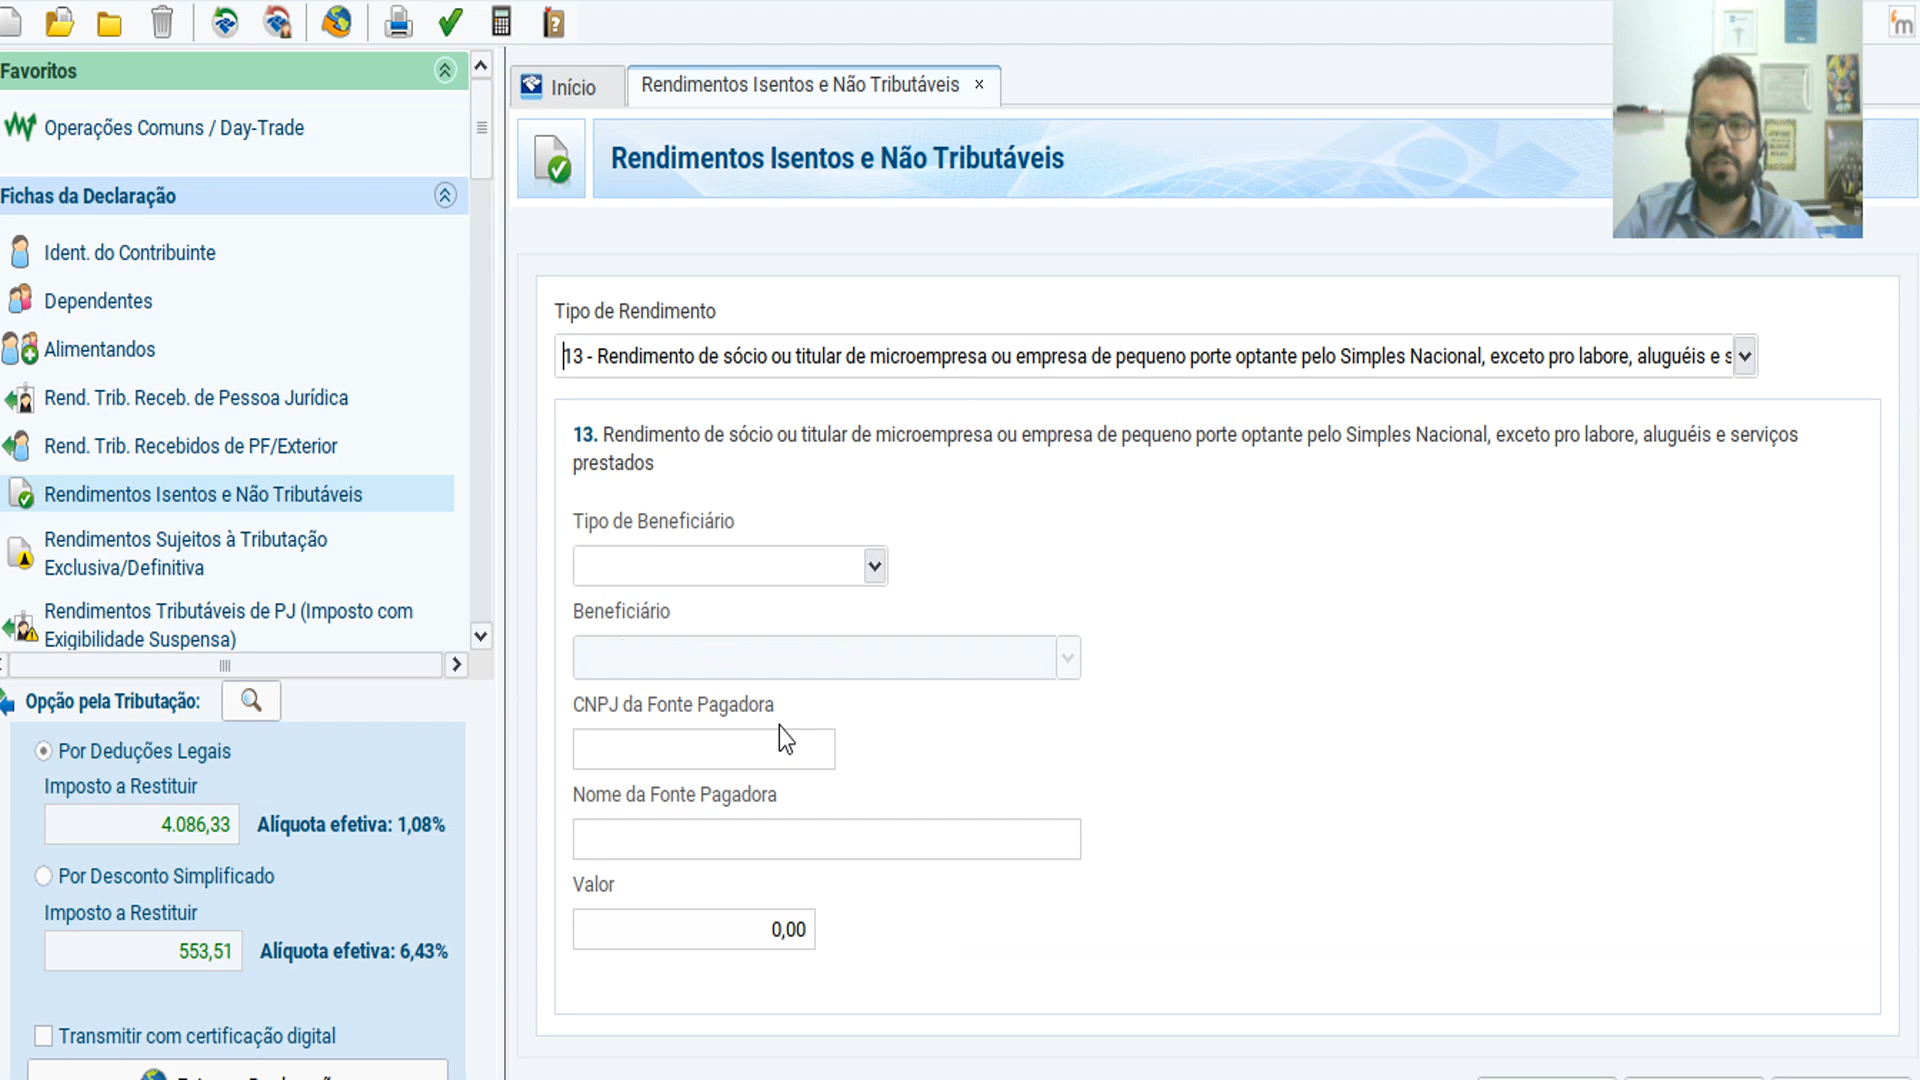 Favoritos
Operações Comuns / Day-Trade
Fichas da Declaração
Ident. do Contribuinte
Dependentes
Alimentandos
Rend. Trib. Receb. de Pessoa Jurídica
Rend. Trib. Recebidos de PF/Exterior
Rendimentos Isentos e Não Tributáveis
Rendimentos Sujeitos à Tributação
Exclusiva/Definitiva
Rendimentos Tributáveis de PJ (Imposto com
Exigibilidade Suspensa)
Opção pela Tributação:
Por Deduções Legais
Imposto a Restituir
4.086,33 Alíquota efetiva: 1,08%
Por Desconto Simplificado
Imposto a Restituir
553,51 Alíquota efetiva: 6,43%
Transmitir com certificação digital
Início
Rendimentos Isentos e Não Tributáveis ×
Rendimentos Isentos e Não Tributáveis
Tipo de Rendimento
13 - Rendimento de sócio ou titular de microempresa ou empresa de pequeno porte optante pelo Simples Nacional, exceto pro labore, aluguéis e s
13. Rendimento de sócio ou titular de microempresa ou empresa de pequeno porte optante pelo Simples Nacional, exceto pro labore, aluguéis e serviços
prestados
Tipo de Beneficiário
Beneficiário
CNPJ da Fonte Pagadora
Nome da Fonte Pagadora
Valor
0,00
m